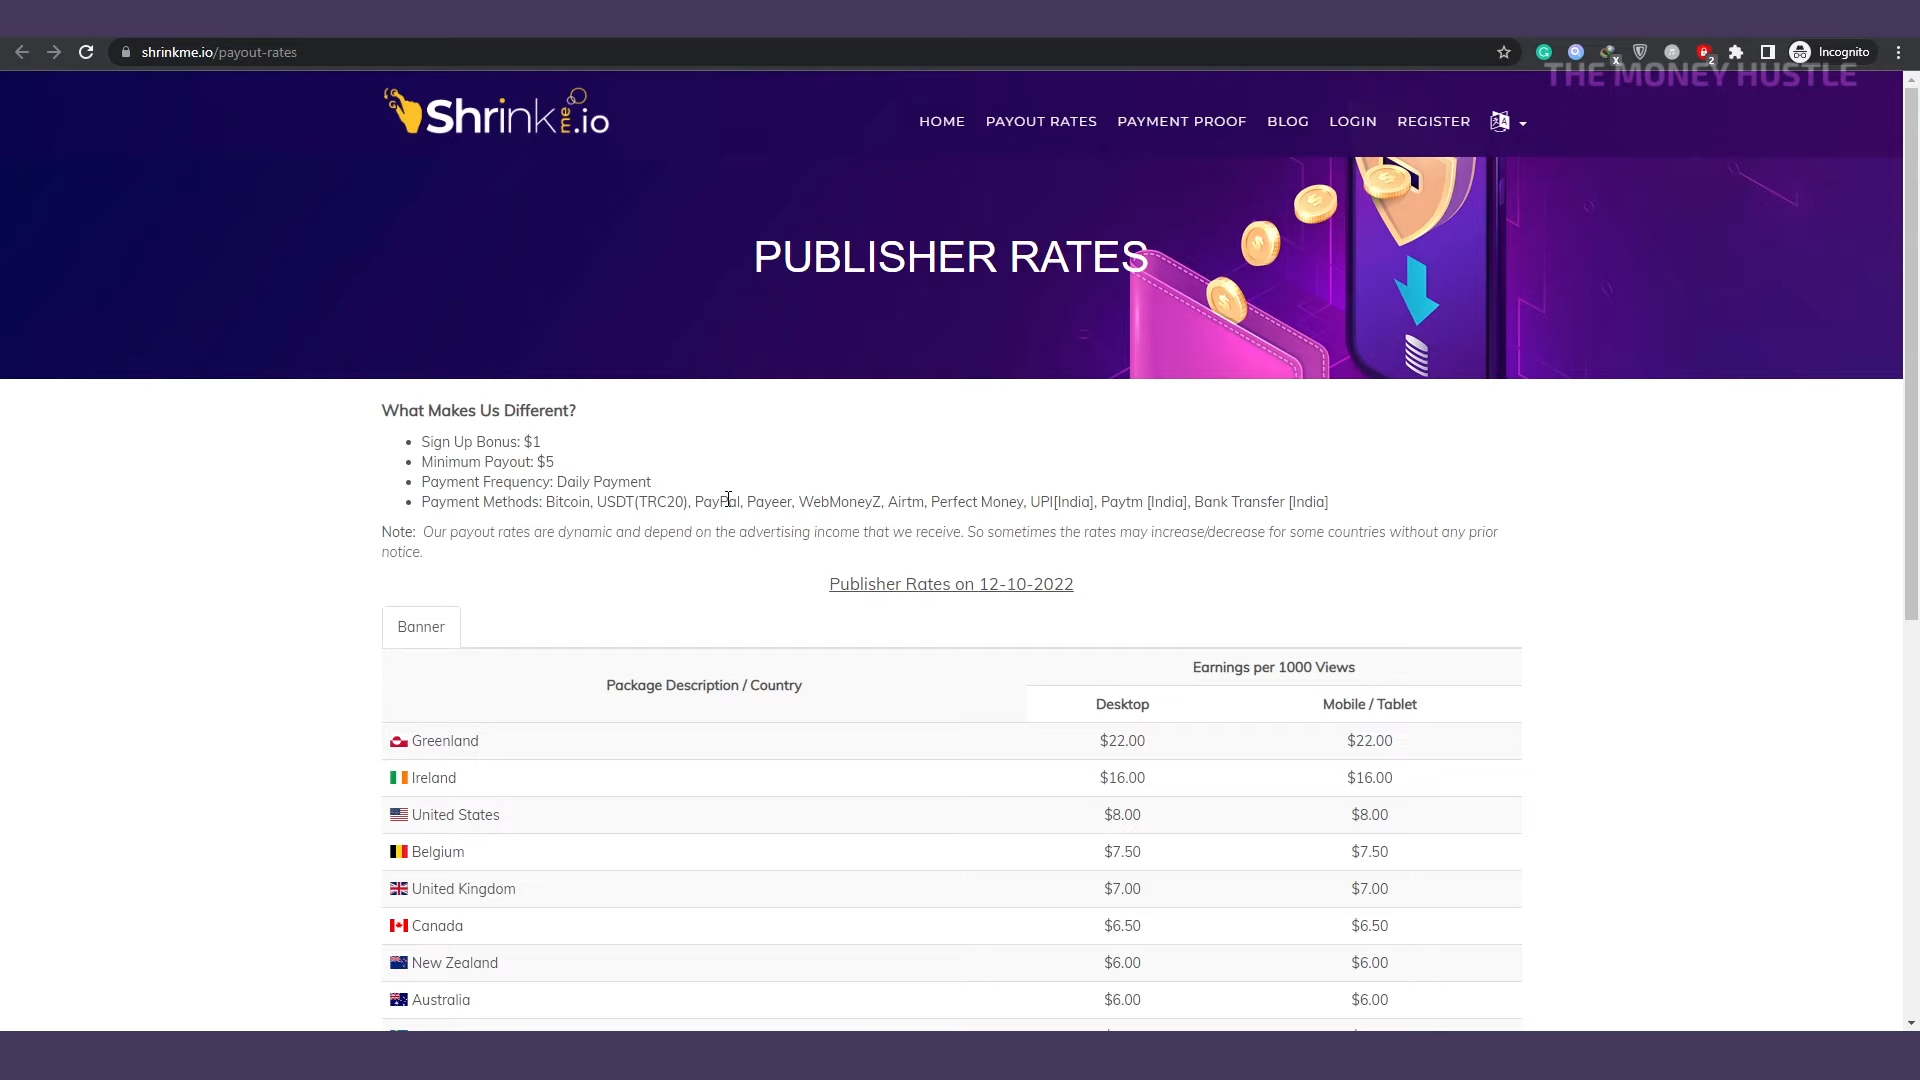 shrinkme.io/payout-rates
2
Incognito
THE MONEY HUSTLE
Shrinkme.io
HOME PAYOUT RATES PAYMENT PROOF BLOG LOGIN REGISTER
PUBLISHER RATES
What Makes Us Different?
Sign Up Bonus: $1
Minimum Payout: $5
Payment Frequency: Daily Payment
Payment Methods: Bitcoin, USDT(TRC20), PayPal, Payeer, WebMoneyZ, Airtm, Perfect Money, UPI[India], Paytm [India], Bank Transfer [India]
Note: Our payout rates are dynamic and depend on the advertising income that we receive. So sometimes the rates may increase/decrease for some countries without any prior
notice.
Publisher Rates on 12-10-2022
Banner
Package Description / Country
Earnings per 1000 Views
Desktop Mobile / Tablet
Greenland $22.00 $22.00
Ireland $16.00 $16.00
United States $8.00 $8.00
Belgium $7.50 $7.50
United Kingdom $7.00 $7.00
Canada $6.50 $6.50
New Zealand $6.00 $6.00
Australia $6.00 $6.00